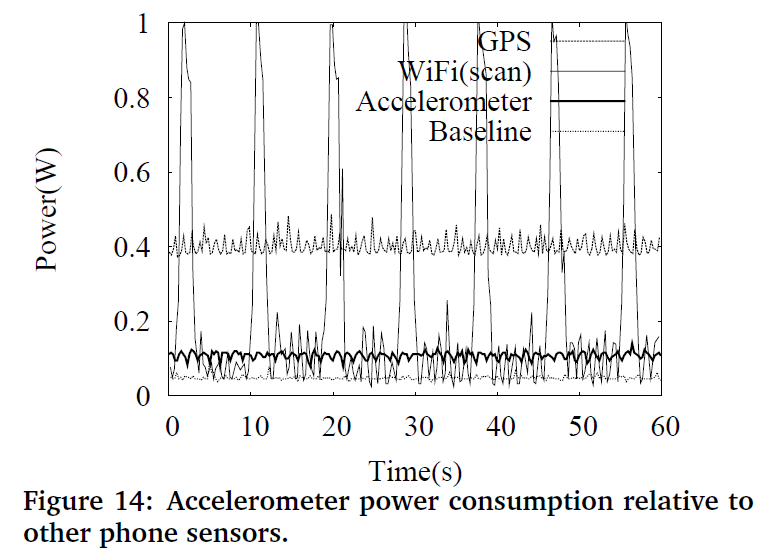 1
0.8
0.6
0.4
0.2
0
Power(W)
GPS
WiFi(scan)
Accelerometer
Baseline
0 10 20 30 40 50 60
Time(s)
Figure 14: Accelerometer power consumption relative to
other phone sensors.